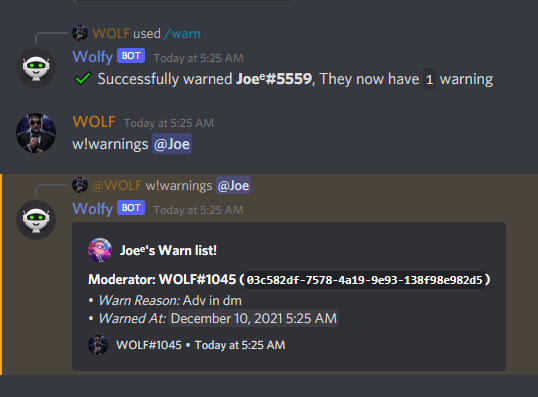 WOLF used /warn
Wolfy BOT Today at 5:25 AM
Successfully warned Joeᵉ#5559, They now have 1 warning
WOLF Today at 5:25 AM
w!warnings @Joe
@WOLF w!warnings @Joe
Wolfy BOT Today at 5:25 AM
Joeᵉ's Warn list!
Moderator: WOLF#1045 (03c582df-7578-4a19-9e93-138f98e982d5)
• Warn Reason: Adv in dm
• Warned At: December 10, 2021 5:25 AM
WOLF#1045 • Today at 5:25 AM